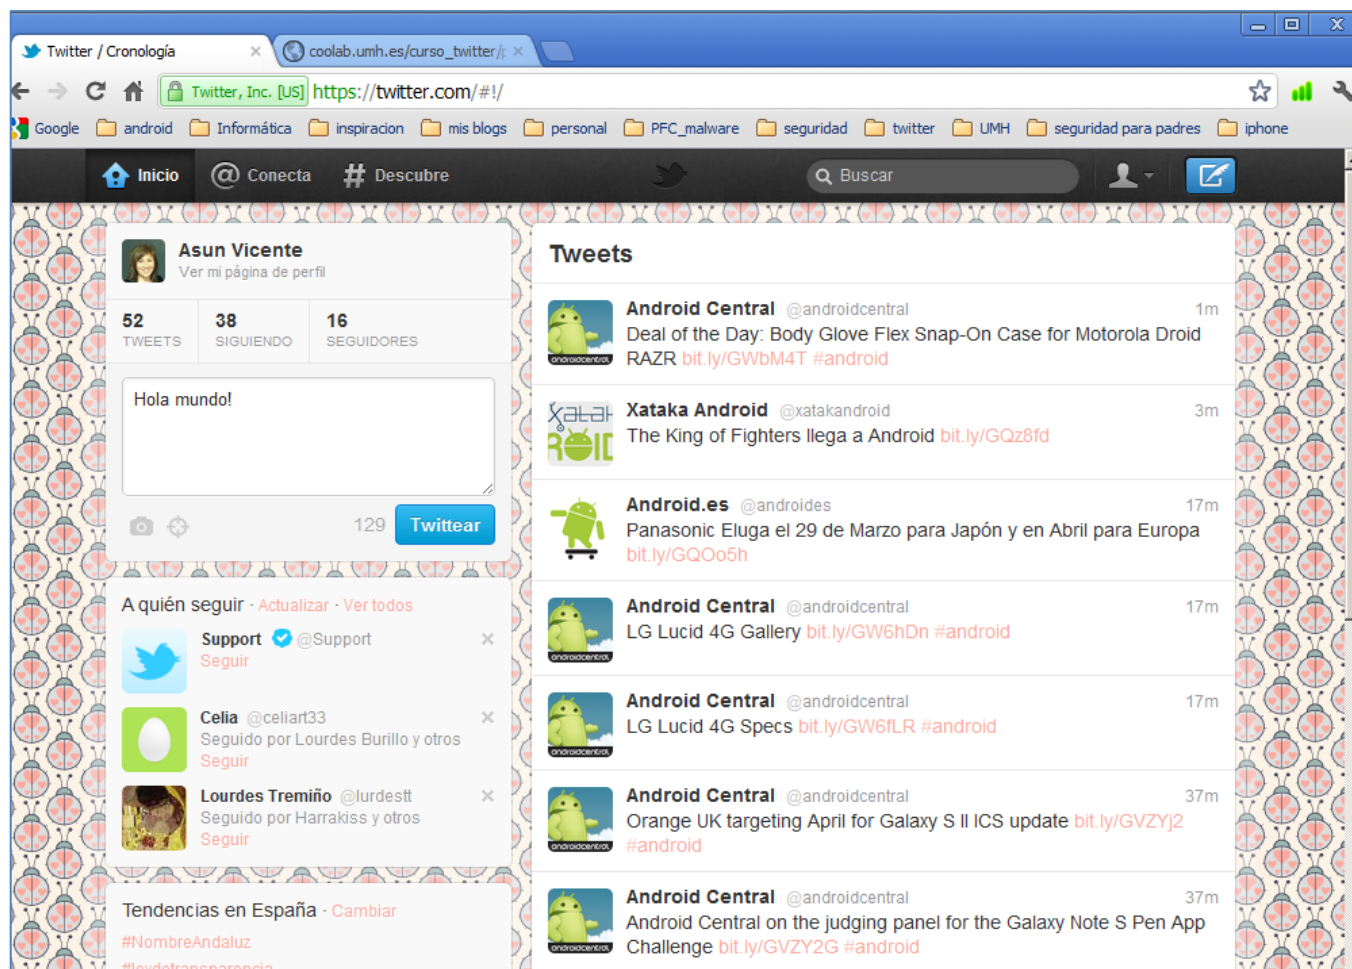 Twitter / Cronología
coolab.umh.es/curso_twitter/
Twitter, Inc. [US] https://twitter.com/#!/
Google android Informática inspiracion mis blogs personal PFC_malware seguridad twitter UMH seguridad para padres iphone
Inicio @ Conecta # Descubre Buscar
Asun Vicente
Ver mi página de perfil
52 38 16
TWEETS SIGUIENDO SEGUIDORES
Hola mundo!
129 Twittear
A quién seguir · Actualizar · Ver todos
Support @Support
Seguir
Celia @celiart33
Seguido por Lourdes Burillo y otros
Seguir
Lourdes Tremiño @lurdestt
Seguido por Harrakiss y otros
Seguir
Tendencias en España · Cambiar
#NombreAndaluz
#leydetransparencia
Tweets
Android Central @androidcentral 1m
Deal of the Day: Body Glove Flex Snap-On Case for Motorola Droid
RAZR bit.ly/GWbM4T #android
Xataka Android @xatakandroid 3m
The King of Fighters llega a Android bit.ly/GQz8fd
Android.es @androides 17m
Panasonic Eluga el 29 de Marzo para Japón y en Abril para Europa
bit.ly/GQOo5h
Android Central @androidcentral 17m
LG Lucid 4G Gallery bit.ly/GW6hDn #android
Android Central @androidcentral 17m
LG Lucid 4G Specs bit.ly/GW6fLR #android
Android Central @androidcentral 37m
Orange UK targeting April for Galaxy S II ICS update bit.ly/GVZYj2
#android
Android Central @androidcentral 37m
Android Central on the judging panel for the Galaxy Note S Pen App
Challenge bit.ly/GVZY2G #android